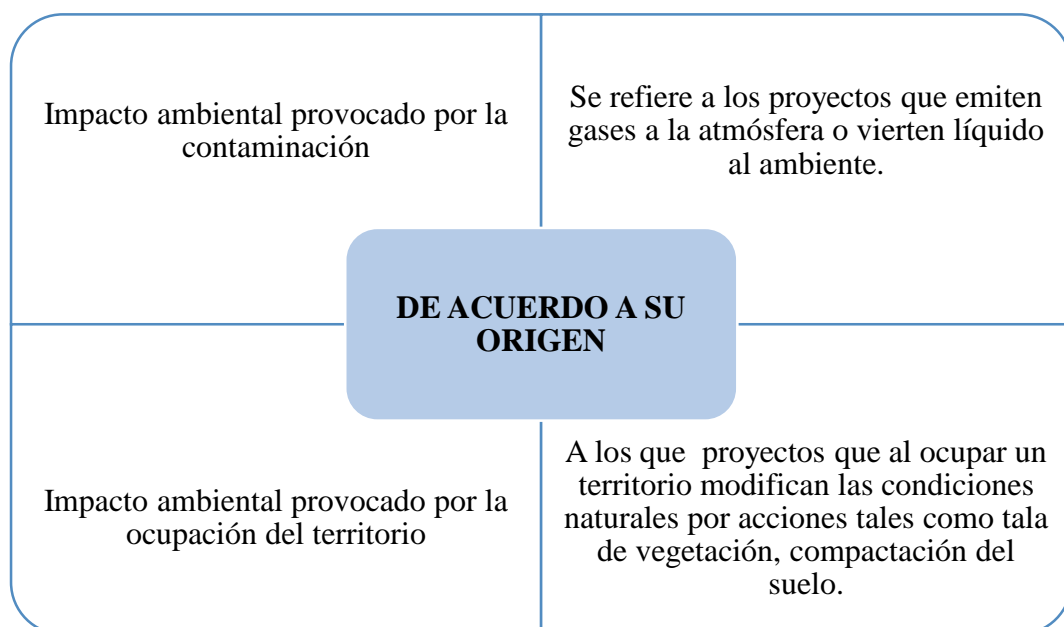 Impacto ambiental provocado por la
contaminación
Se refiere a los proyectos que emiten
gases a la atmósfera o vierten líquido
al ambiente.
DE ACUERDO A SU
ORIGEN
Impacto ambiental provocado por la
ocupación del territorio
A los que  proyectos que al ocupar un
territorio modifican las condiciones
naturales por acciones tales como tala
de vegetación, compactación del
suelo.